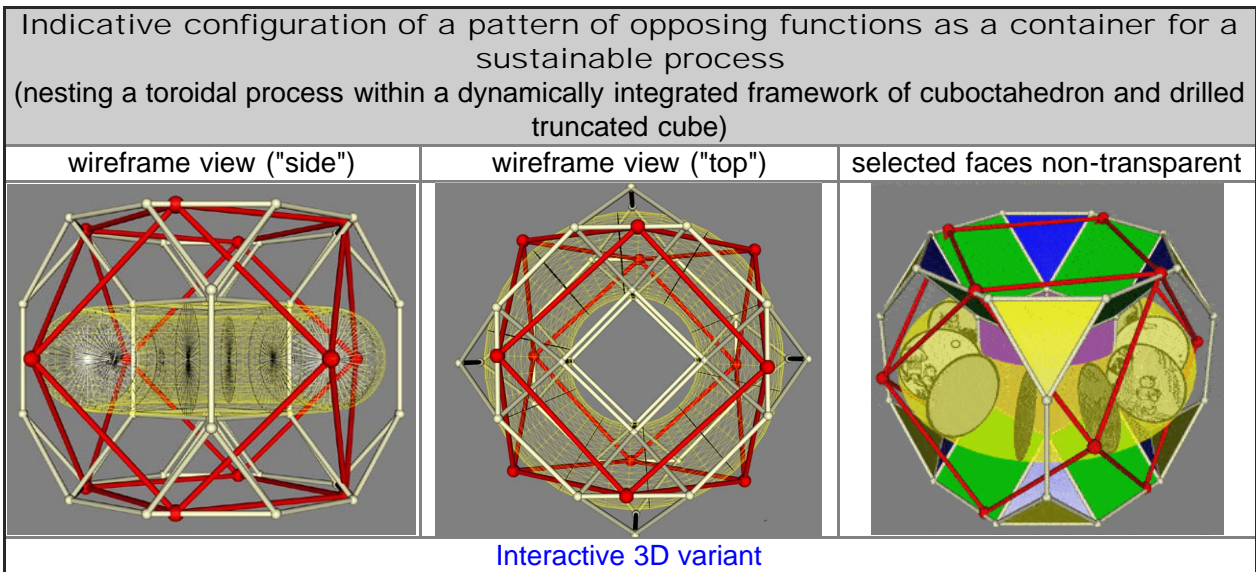 Indicative configuration of a pattern of opposing functions as a container for a
sustainable process
(nesting a toroidal process within a dynamically integrated framework of cuboctahedron and drilled
truncated cube)
wireframe view ("side")
wireframe view ("top")
selected faces non-transparent
Interactive 3D variant